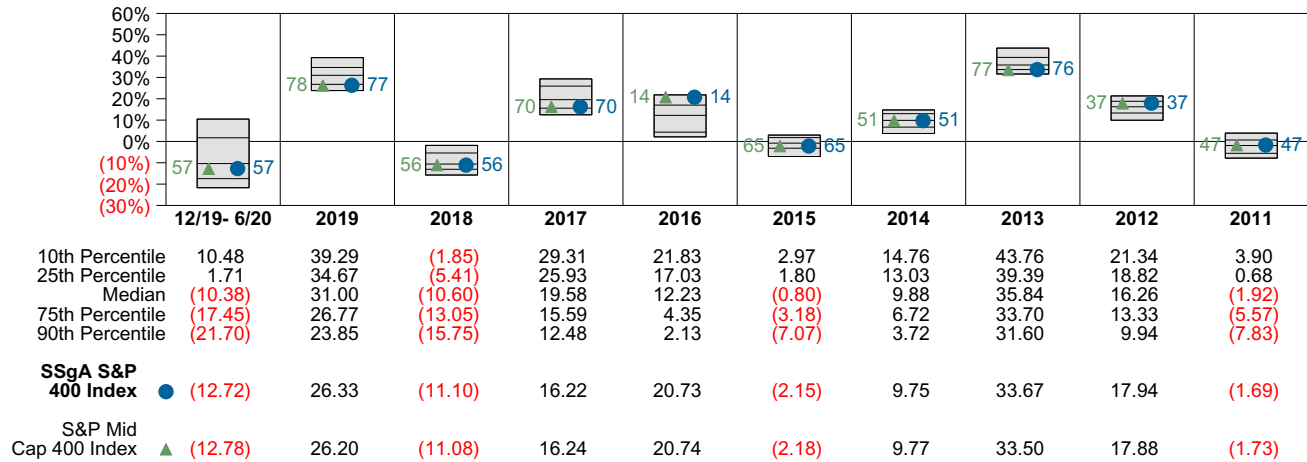 60%
50%
40%
30%
20%
10%
0%
(10%)
(20%)
(30%)
57 57
78 77
56 56
70 70
14 14
65 65
51 51
77 76
37 37
47 47
12/19- 6/20 2019 2018 2017 2016 2015 2014 2013 2012 2011
10th Percentile 10.48 39.29 (1.85) 29.31 21.83 2.97 14.76 43.76 21.34 3.90
25th Percentile 1.71 34.67 (5.41) 25.93 17.03 1.80 13.03 39.39 18.82 0.68
Median (10.38) 31.00 (10.60) 19.58 12.23 (0.80) 9.88 35.84 16.26 (1.92)
75th Percentile (17.45) 26.77 (13.05) 15.59 4.35 (3.18) 6.72 33.70 13.33 (5.57)
90th Percentile (21.70) 23.85 (15.75) 12.48 2.13 (7.07) 3.72 31.60 9.94 (7.83)
SSgA S&P
400 Index (12.72) 26.33 (11.10) 16.22 20.73 (2.15) 9.75 33.67 17.94 (1.69)
S&P Mid
Cap 400 Index (12.78) 26.20 (11.08) 16.24 20.74 (2.18) 9.77 33.50 17.88 (1.73)